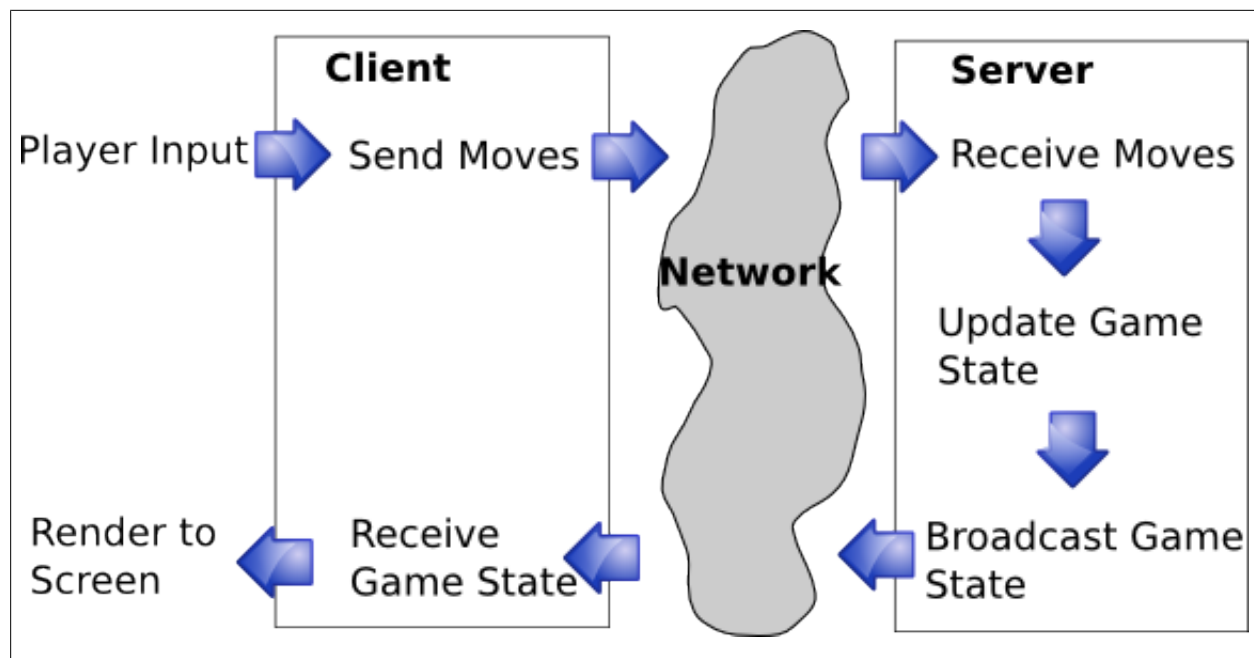 Client
Server
Player Input
Send Moves
Receive Moves
Network
Update Game
State
Broadcast Game
State
Receive
Game State
Render to
Screen